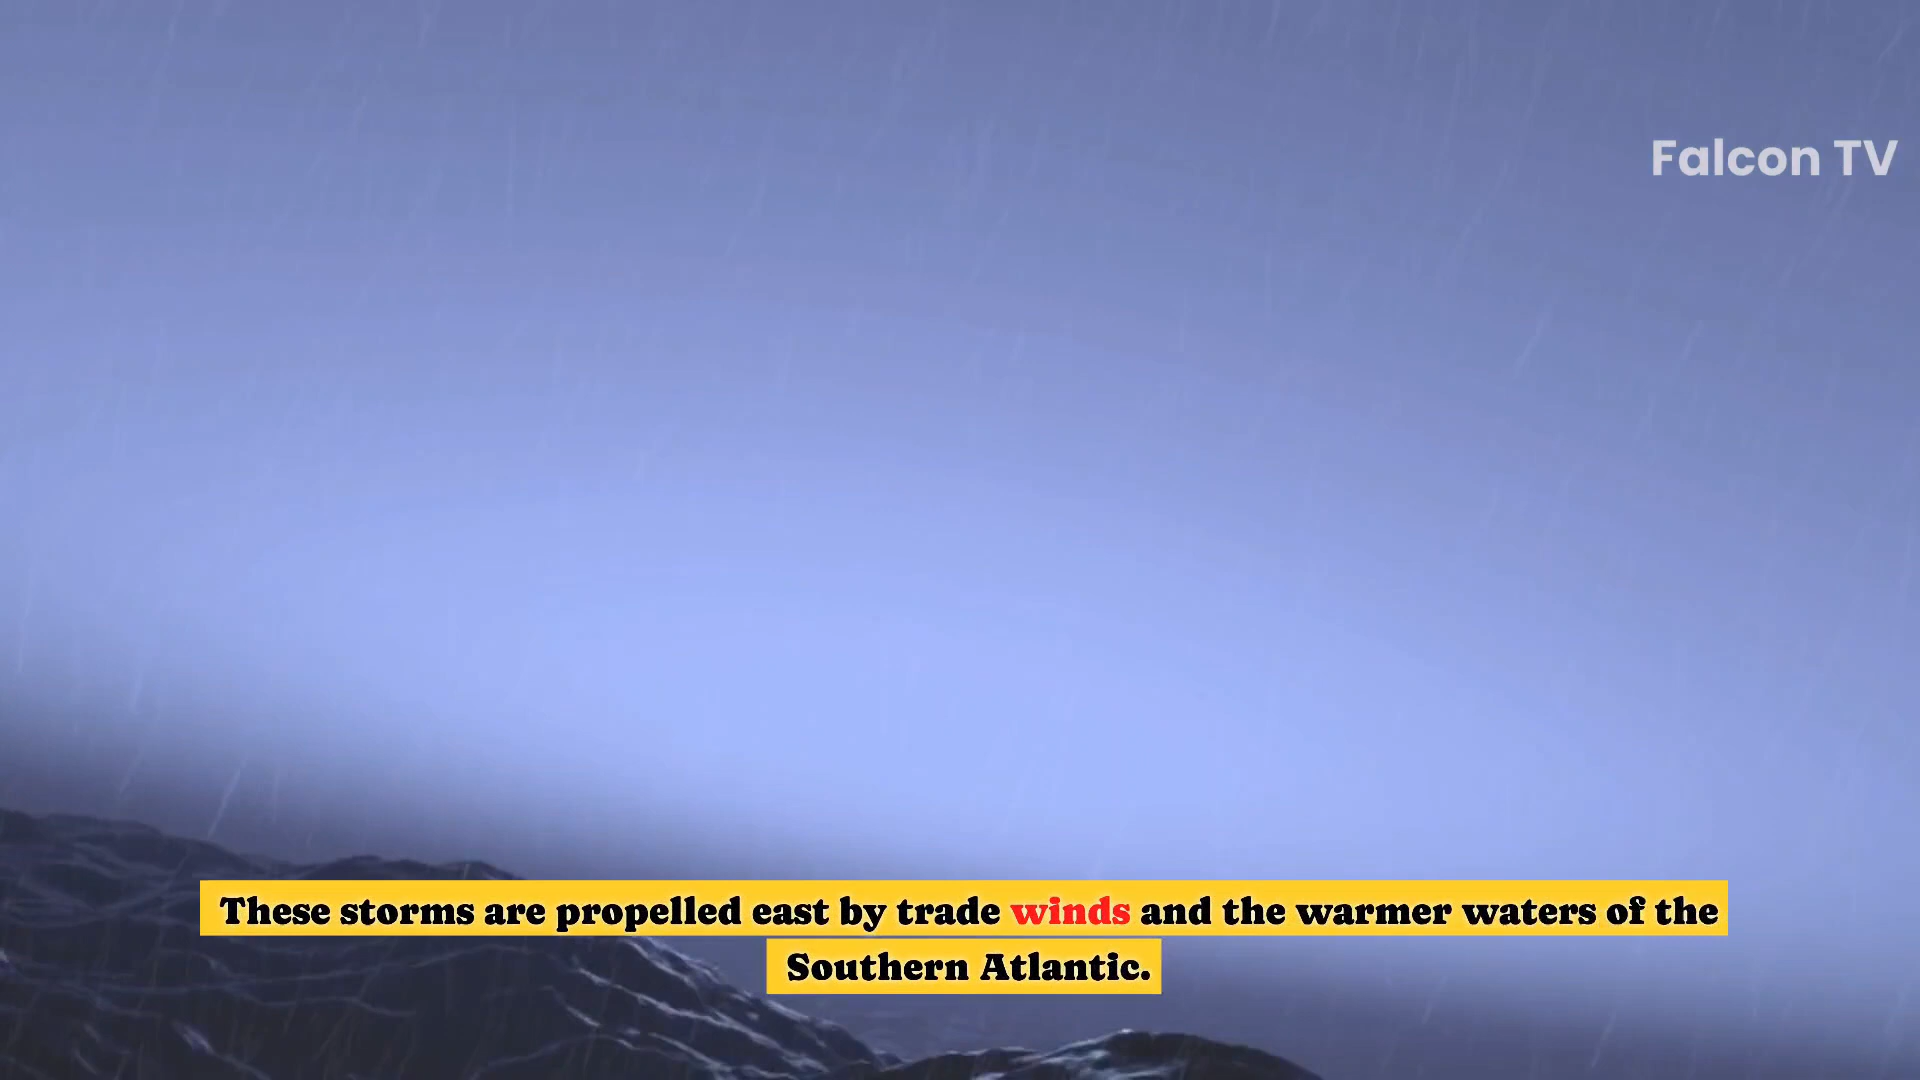 Falcon TV
These storms are propelled east by trade winds and the warmer waters of the
Southern Atlantic.